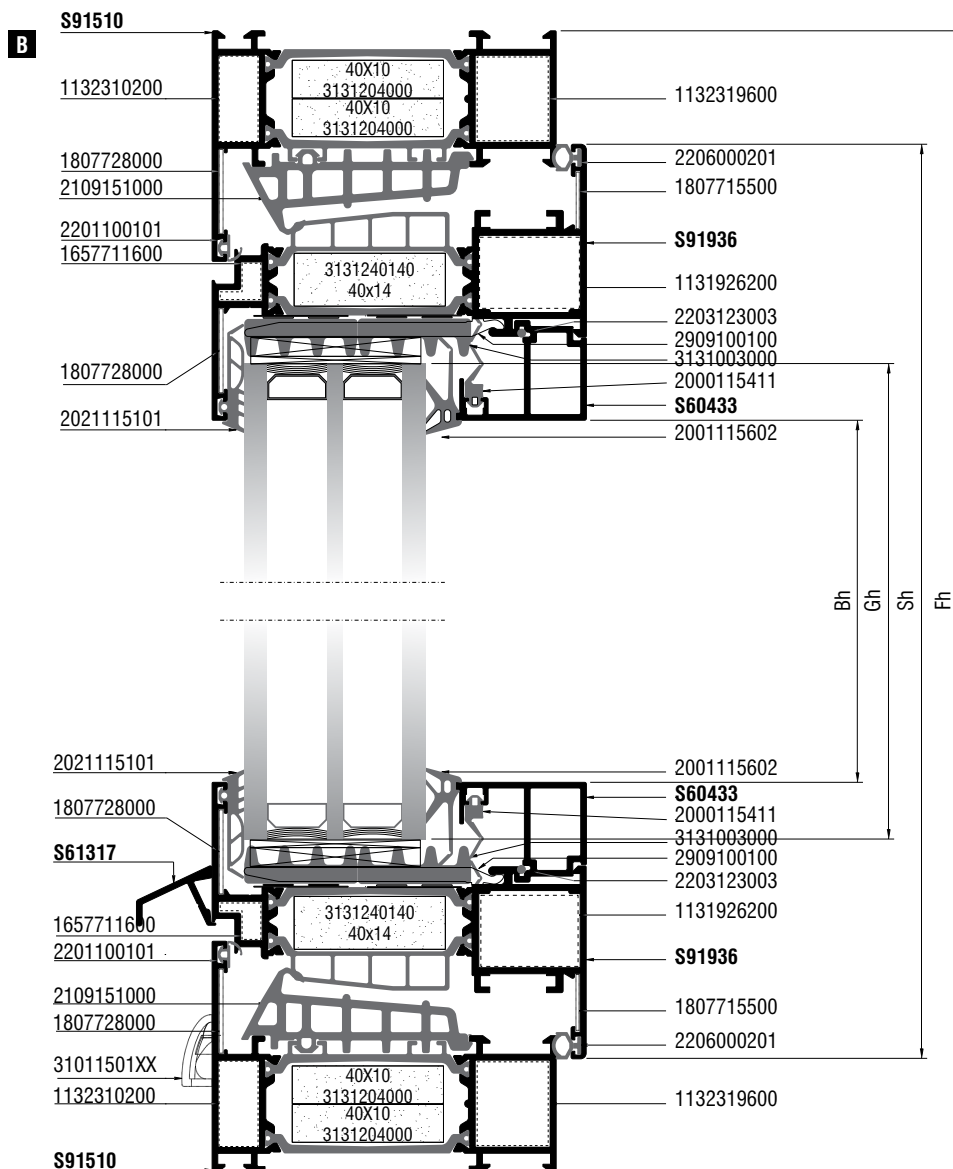 B
S91510
1132310200
1807728000
2109151000
2201100101
1657711600
1807728000
2021115101
40X10
3131204000
40X10
3131204000
3131240140
40x14
1132319600
2206000201
1807715500
S91936
1131926200
2203123003
2909100100
3131003000
2000115411
S60433
2001115602
Bh
Gh
Sh
Fh
2021115101
1807728000
S61317
1657711600
2201100101
2109151000
1807728000
31011501XX
1132310200
S91510
3131240140
40x14
40X10
3131204000
40X10
3131204000
2001115602
S60433
2000115411
3131003000
2909100100
2203123003
1131926200
S91936
1807715500
2206000201
1132319600